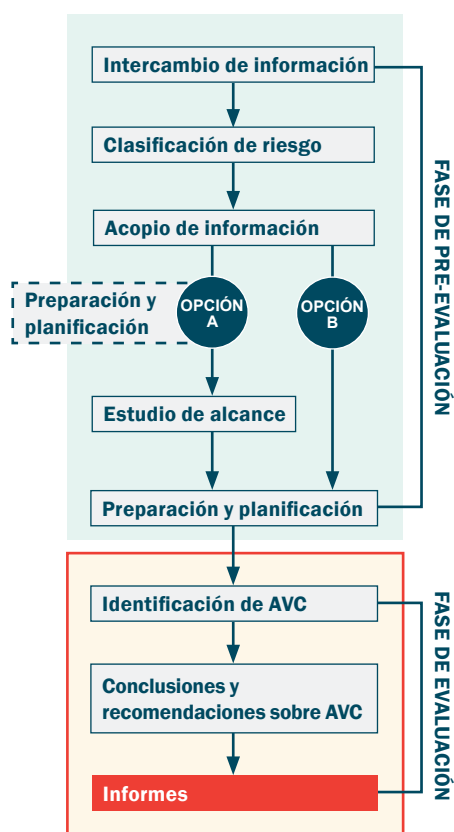 Intercambio de información
Clasificación de riesgo
Acopio de información
Preparación y
planificación
OPCIÓN
A
OPCIÓN
B
Estudio de alcance
Preparación y planificación
FASE DE PRE-EVALUACIÓN
Identificación de AVC
Conclusiones y
recomendaciones sobre AVC
Informes
FASE DE EVALUACIÓN